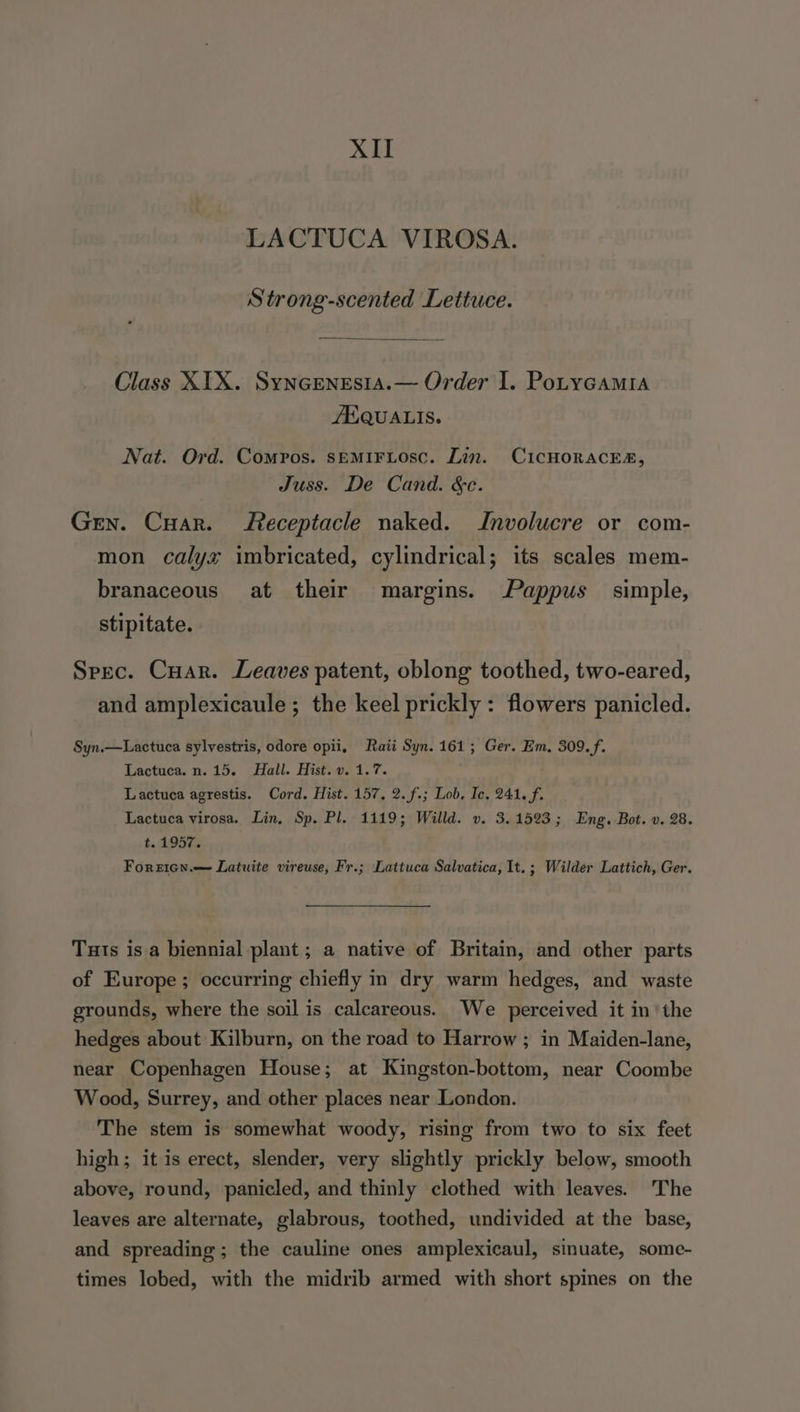 XII
LACTUCA VIROSA.
Strong-scented Lettuce.
Class XIX. SYNGENESIA.— Order I. POLYGAMIA
ÆQUALIS.
Nat. Ord. COMPOS. SEMIFLOSC. Lin. CICHORACEÆ,
Juss. De Cand. &c.
GEN. CHAR. Receptacle naked. Involucre or com-
mon calyx imbricated, cylindrical; its scales mem-
branaceous at their margins. Pappus simple,
stipitate.
SPEC. CHAR. Leaves patent, oblong toothed, two-eared,
and amplexicaule; the keel prickly: flowers panicled.
Syn.—Lactuca sylvestris, odore opii, Raii Syn. 161; Ger. Em. 309. f.
Lactuca. n. 15. Hall. Hist. v. 1. 7.
Lactuca agrestis. Cord. Hist. 157. 2. f.; Lob. Ic. 241. f.
Lactuca virosa. Lin. Sp. Pl. 1119; Willd. v. 3. 1523; Eng. Bot. v. 28.
t. 1957.
FOREIGN.— Latuite vireuse, Fr.; Lattuca Salvatica, It.; Wilder Lattich, Ger.
THIS is a biennial plant; a native of Britain, and other parts
of Europe; occurring chiefly in dry warm hedges, and waste
grounds, where the soil is calcareous. We perceived it in the
hedges about Kilburn, on the road to Harrow; in Maiden-lane,
near Copenhagen House; at Kingston-bottom, near Coombe
Wood, Surrey, and other places near London.
The stem is somewhat woody, rising from two to six feet
high; it is erect, slender, very slightly prickly below, smooth
above, round, panicled, and thinly clothed with leaves. The
leaves are alternate, glabrous, toothed, undivided at the base,
and spreading; the cauline ones amplexicaul, sinuate, some-
times lobed, with the midrib armed with short spines on the